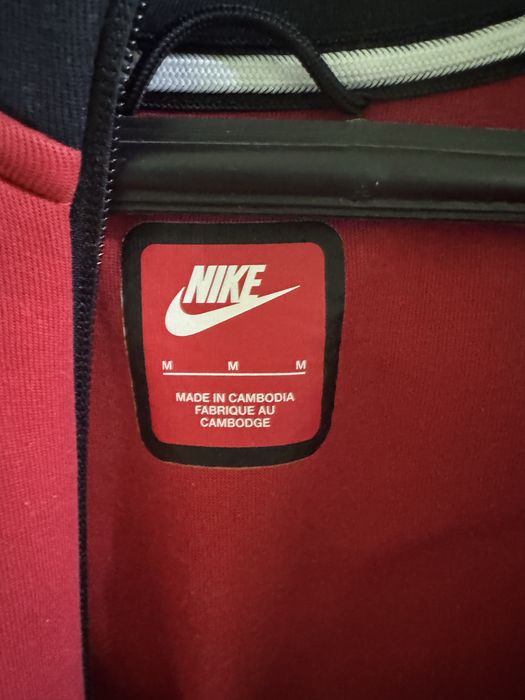 NIKE
M M M
MADE IN CAMBODIA
FABRIQUE AU
CAMBODGE